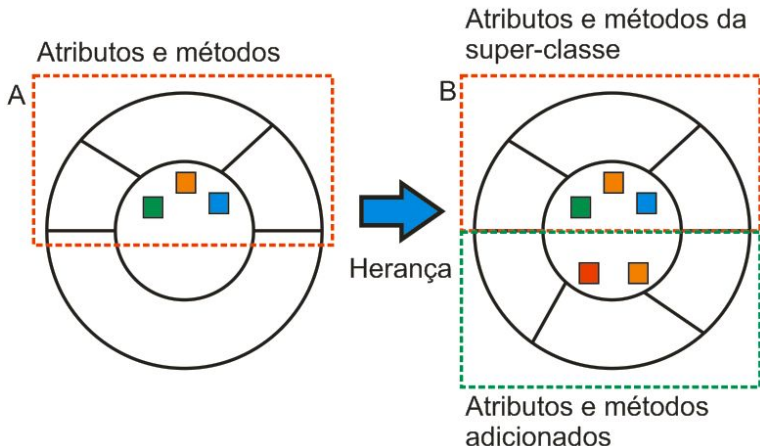 Atributos e métodos
A
Herança
Atributos e métodos da
super-classe
B
Atributos e métodos
adicionados